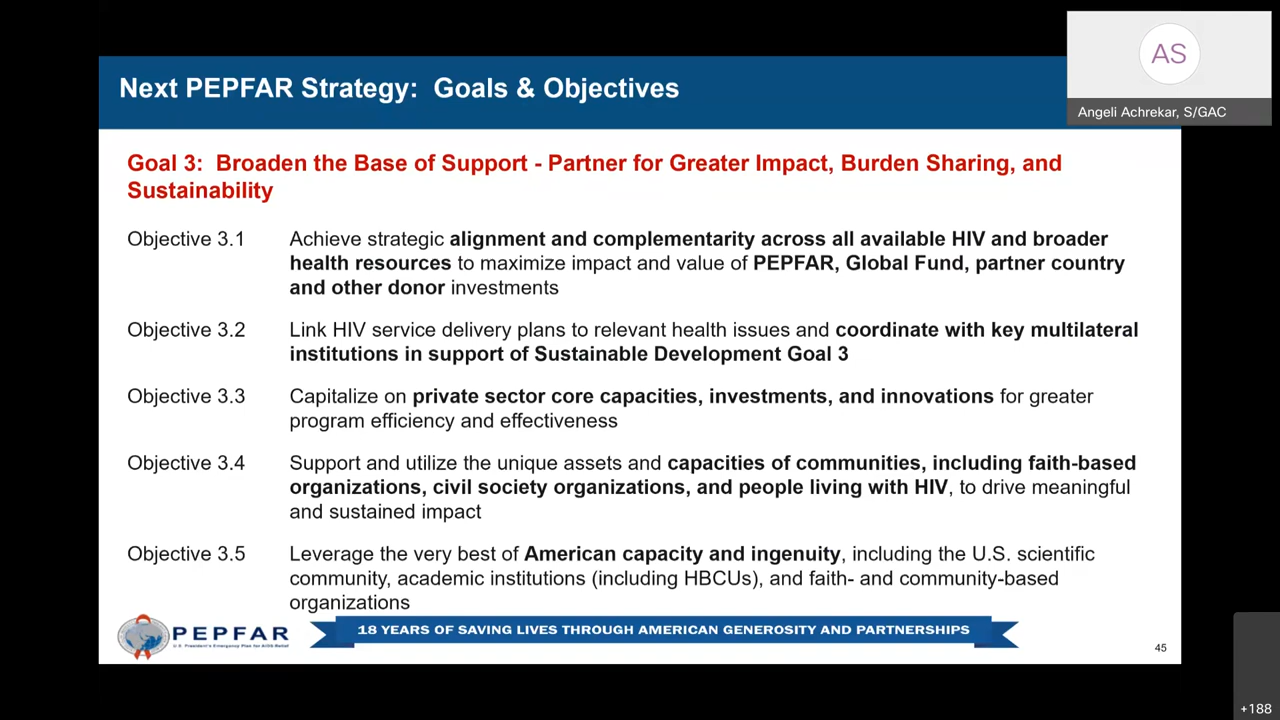 AS
Angeli Achrekar, S/GAC
Next PEPFAR Strategy: Goals & Objectives
Goal 3: Broaden the Base of Support - Partner for Greater Impact, Burden Sharing, and
Sustainability
Objective 3.1 Achieve strategic alignment and complementarity across all available HIV and broader
health resources to maximize impact and value of PEPFAR, Global Fund, partner country
and other donor investments
Objective 3.2 Link HIV service delivery plans to relevant health issues and coordinate with key multilateral
institutions in support of Sustainable Development Goal 3
Objective 3.3 Capitalize on private sector core capacities, investments, and innovations for greater
program efficiency and effectiveness
Objective 3.4 Support and utilize the unique assets and capacities of communities, including faith-based
organizations, civil society organizations, and people living with HIV, to drive meaningful
and sustained impact
Objective 3.5 Leverage the very best of American capacity and ingenuity, including the U.S. scientific
community, academic institutions (including HBCUs), and faith- and community-based
organizations
PEPFAR
U.S. President's Emergency Plan for AIDS Relief
18 YEARS OF SAVING LIVES THROUGH AMERICAN GENEROSITY AND PARTNERSHIPS
45
+188